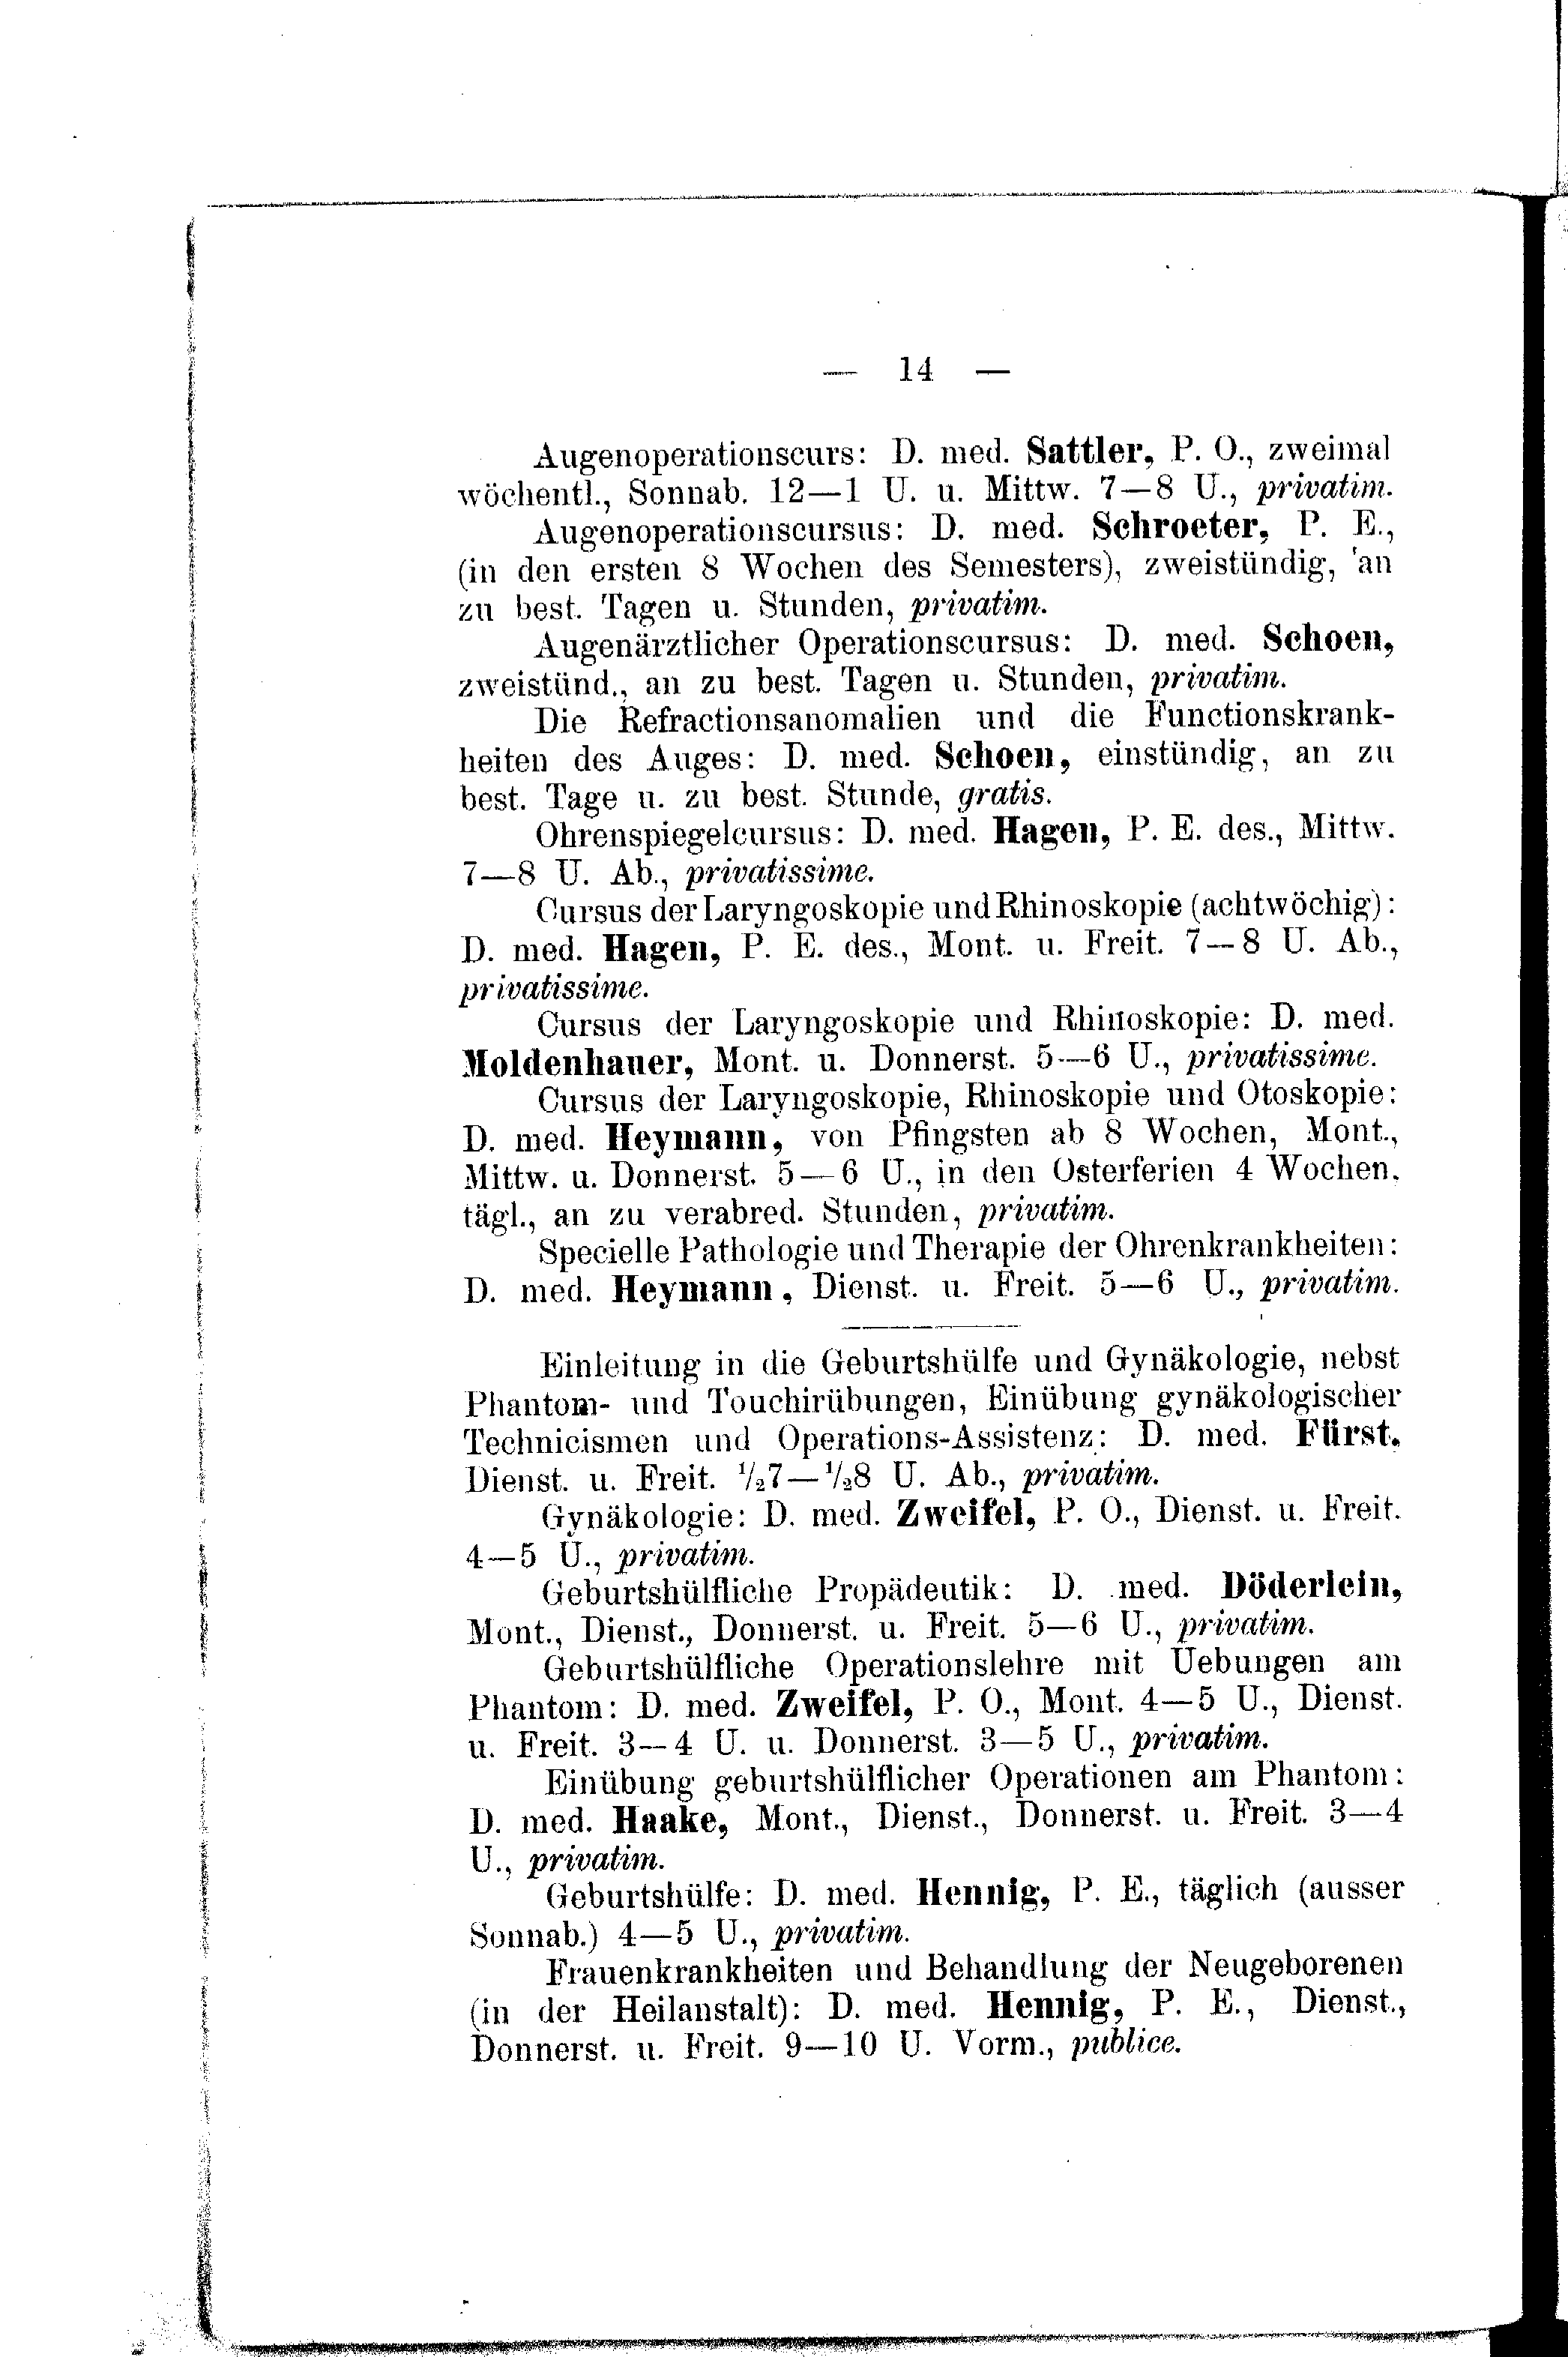 — 14 —
Augenoperationscurs: D. med. Sattler, P. O., zweimal
wöchentl., Sonnab. 12—1 U. u. Mittw. 7—8 U., privatim.
Augenoperationscursus: D. med. Schroeter, P. E.,
(in den ersten 8 Wochen des Semesters), zweistündig, an
zu best. Tagen u. Stunden, privatim.
Augenärztlicher Operationscursus: D. med. Schoen,
zweistünd., an zu best. Tagen u. Stunden, privatim.
Die Refractionsanomalien und die Functionskrank-
heiten des Auges: D. med. Schoen, einstündig, an zu
best. Tage u. zu best. Stunde, gratis.
Ohrenspiegelcursus: D. med. Hagen, P. E. des., Mittw.
7—8 U. Ab., privatissime.
Cursus der Laryngoskopie und Rhinoskopie (achtwöchig):
D. med. Hagen, P. E. des., Mont. u. Freit. 7—8 U. Ab.,
privatissime.
Cursus der Laryngoskopie und Rhinoskopie: D. med.
Moldenhauer, Mont. u. Donnerst. 5—6 U., privatissime.
Cursus der Laryngoskopie, Rhinoskopie und Otoskopie:
D. med. Heymann, von Pfingsten ab 8 Wochen, Mont.,
Mittw. u. Donnerst. 5—6 U., in den Osterferien 4 Wochen,
tägl., an zu verabred. Stunden, privatim.
Specielle Pathologie und Therapie der Ohrenkrankheiten:
D. med. Heymann, Dienst. u. Freit. 5—6 U., privatim.
Einleitung in die Geburtshülfe und Gynäkologie, nebst
Phantom- und Touchirübungen, Einübung gynäkologischer
Technicismen und Operations-Assistenz: D. med. Fürst,
Dienst. u. Freit. ½7—½8 U. Ab., privatim.
Gynäkologie: D. med. Zweifel, P. O., Dienst. u. Freit.
4—5 U., privatim.
Geburtshülfliche Propädeutik: D. med. Döderlein,
Mont., Dienst., Donnerst. u. Freit. 5—6 U., privatim.
Geburtshülfliche Operationslehre mit Uebungen am
Phantom: D. med. Zweifel, P. O., Mont. 4—5 U., Dienst.
u. Freit. 3—4 U. u. Donnerst. 3—5 U., privatim.
Einübung geburtshülflicher Operationen am Phantom:
D. med. Haake, Mont., Dienst., Donnerst. u. Freit. 3—4
U., privatim.
Geburtshülfe: D. med. Hennig, P. E., täglich (ausser
Sonnab.) 4—5 U., privatim.
Frauenkrankheiten und Behandlung der Neugeborenen
(in der Heilanstalt): D. med. Hennig, P. E., Dienst.,
Donnerst. u. Freit. 9—10 U. Vorm., publice.